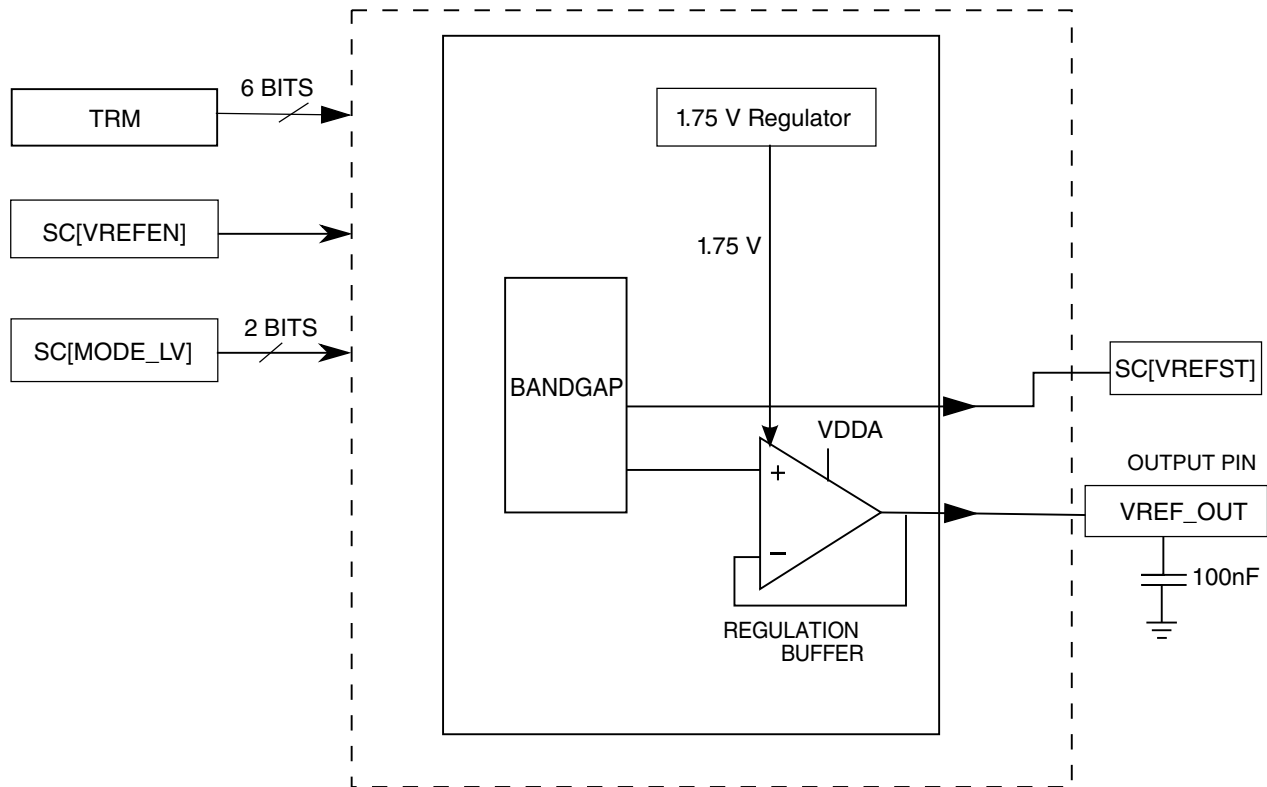 6 BITS
TRM
1.75 V Regulator
SC[VREFEN]
1.75 V
2 BITS
SC[MODE_LV]
SC[VREFST]
BANDGAP
VDDA
OUTPUT PIN
+
VREF_OUT
−
100nF
REGULATION
BUFFER